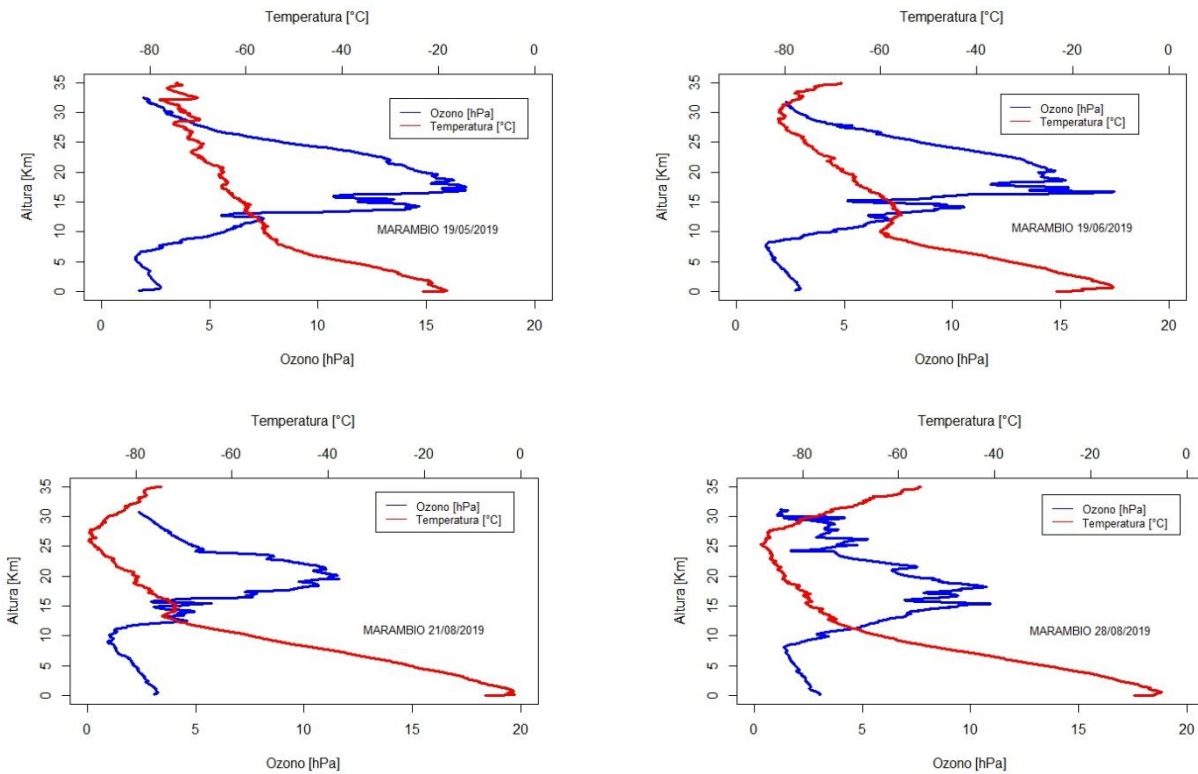 Temperatura [°C]
-80 -60 -40 -20 0
Altura [Km]
35
30
25
20
15
10
5
0
Ozono [hPa]
Temperatura [°C]
MARAMBIO 19/05/2019
0 5 10 15 20
Ozono [hPa]
Temperatura [°C]
-80 -60 -40 -20 0
Altura [Km]
35
30
25
20
15
10
5
0
Ozono [hPa]
Temperatura [°C]
MARAMBIO 19/06/2019
0 5 10 15 20
Ozono [hPa]
Temperatura [°C]
-80 -60 -40 -20 0
Altura [Km]
35
30
25
20
15
10
5
0
Ozono [hPa]
Temperatura [°C]
MARAMBIO 21/08/2019
0 5 10 15 20
Ozono [hPa]
Temperatura [°C]
-80 -60 -40 -20 0
Altura [Km]
35
30
25
20
15
10
5
0
Ozono [hPa]
Temperatura [°C]
MARAMBIO 28/08/2019
0 5 10 15 20
Ozono [hPa]